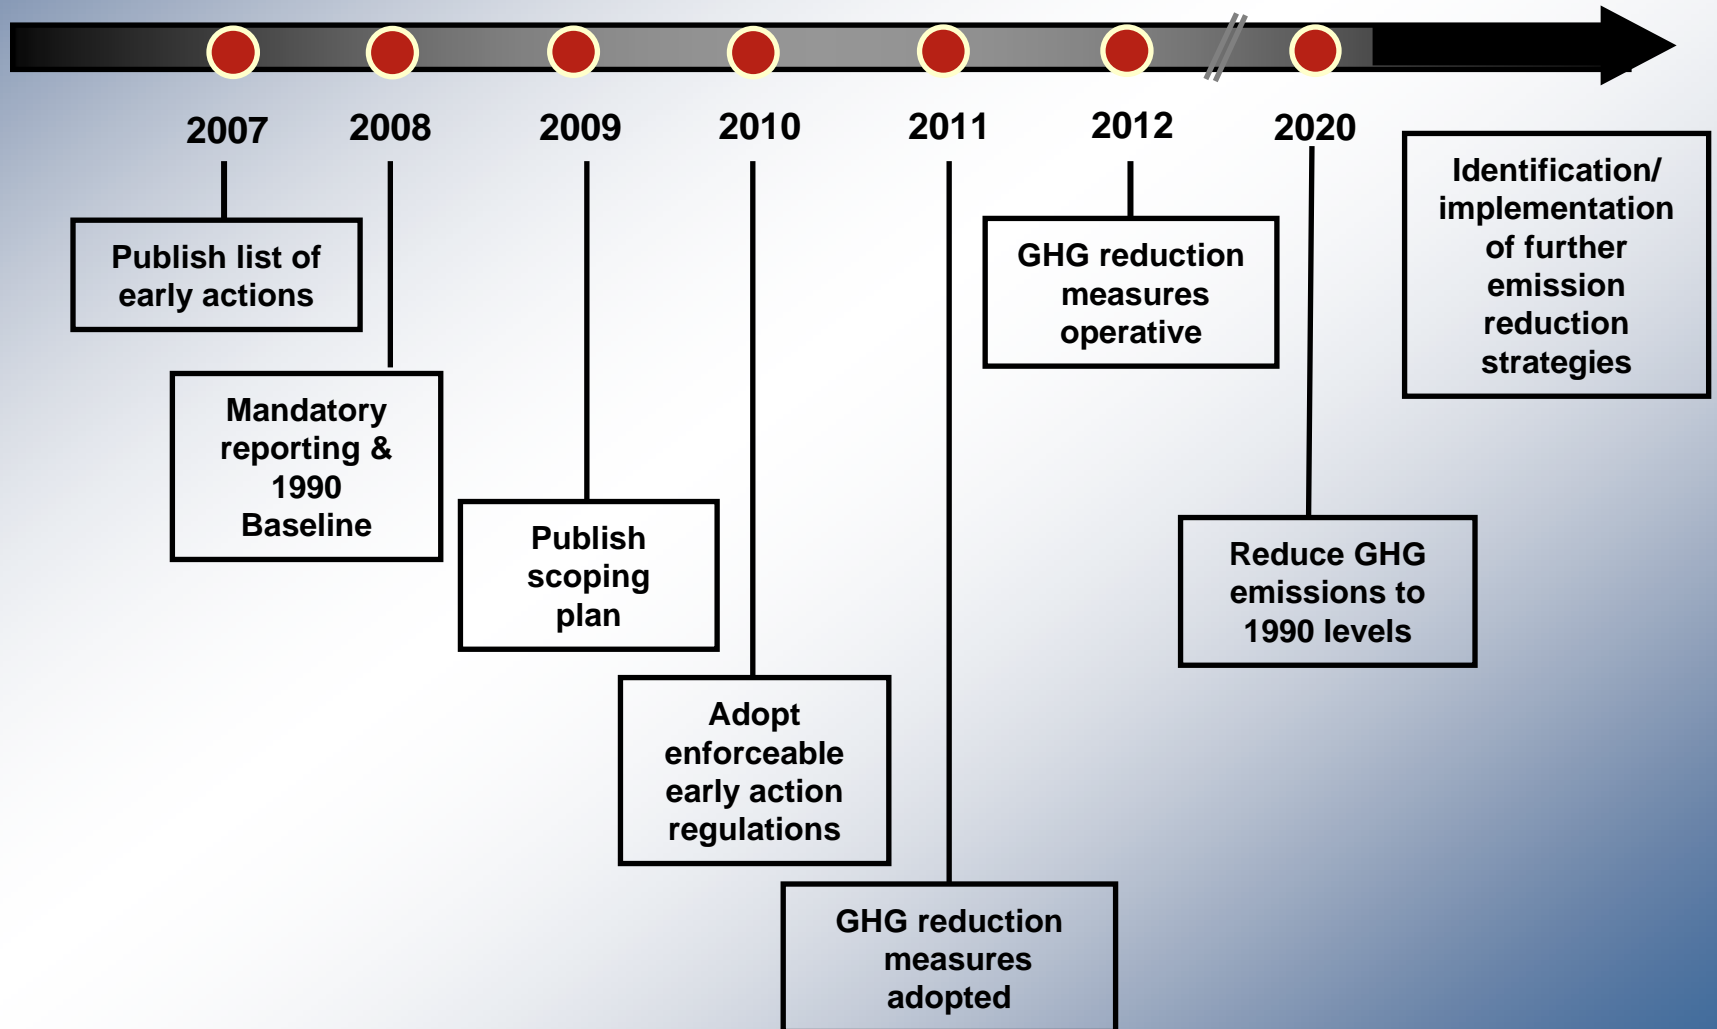 2007 2008 2009 2010 2011 2012 2020
Publish list of
early actions
Mandatory
reporting &
1990
Baseline
Publish
scoping
plan
Adopt
enforceable
early action
regulations
GHG reduction
measures
adopted
GHG reduction
measures
operative
Reduce GHG
emissions to
1990 levels
Identification/
implementation
of further
emission
reduction
strategies